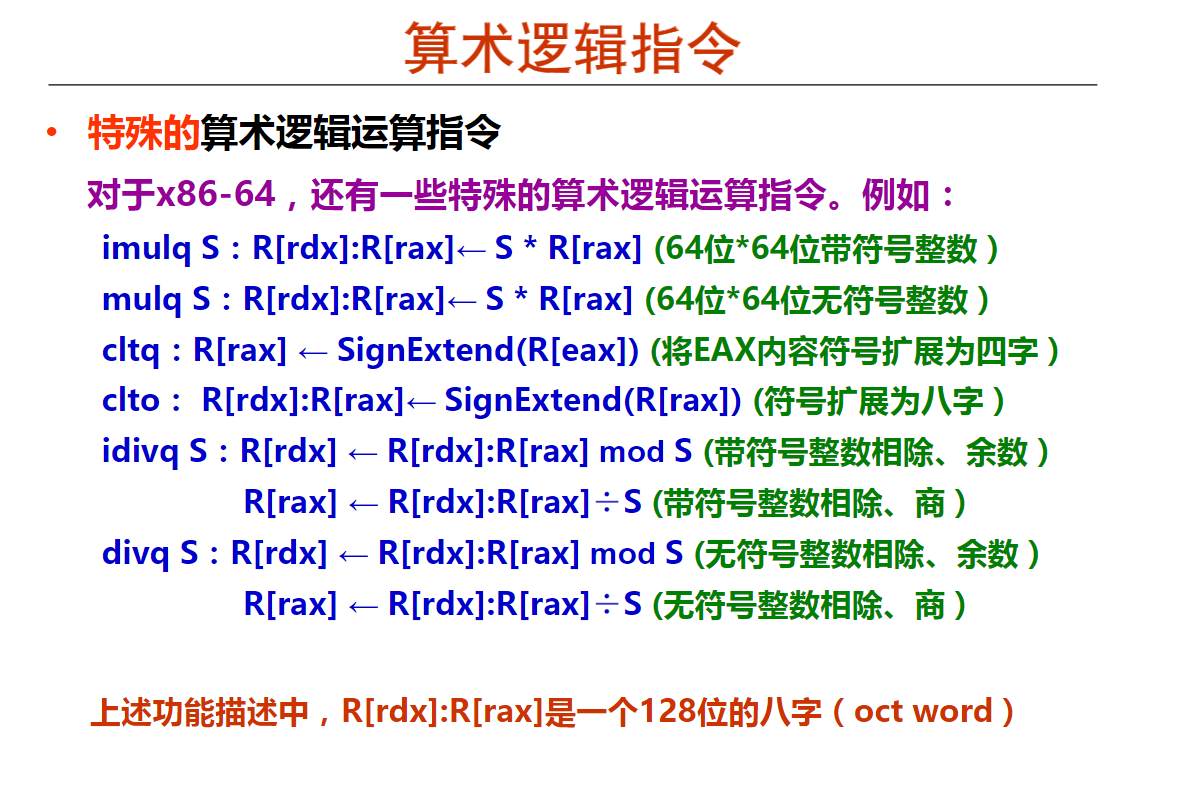 算术逻辑指令
• 特殊的算术逻辑运算指令
对于x86-64，还有一些特殊的算术逻辑运算指令。例如：
imulq S：R[rdx]:R[rax]← S * R[rax] (64位*64位带符号整数）
mulq S：R[rdx]:R[rax]← S * R[rax] (64位*64位无符号整数）
cltq：R[rax] ← SignExtend(R[eax]) (将EAX内容符号扩展为四字）
clto： R[rdx]:R[rax]← SignExtend(R[rax]) (符号扩展为八字）
idivq S：R[rdx] ← R[rdx]:R[rax] mod S (带符号整数相除、余数）
R[rax] ← R[rdx]:R[rax]÷S (带符号整数相除、商）
divq S：R[rdx] ← R[rdx]:R[rax] mod S (无符号整数相除、余数）
R[rax] ← R[rdx]:R[rax]÷S (无符号整数相除、商）
上述功能描述中，R[rdx]:R[rax]是一个128位的八字（oct word）